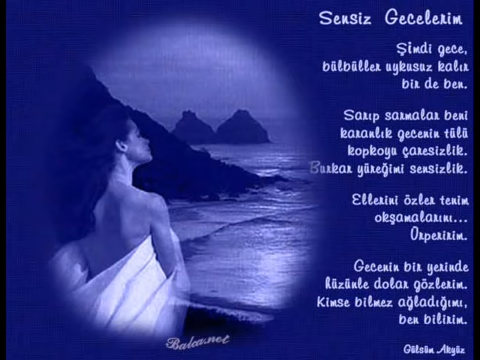 Sensiz Gecelerim
Şimdi gece,
bülbüller uykusuz kalır
bir de ben.
Sarıp sarmalar beni
karanlık gecenin tülü
kopkoyu çaresizlik.
Burkar yüreğimi sensizlik.
Ellerini özler tenim
okşamalarını...
Ürperirim.
Gecenin bir yerinde
hüzünle dolar gözlerim.
Kimse bilmez ağladığımı,
ben bilirim.
Gülsün Akyüz
Balca.net